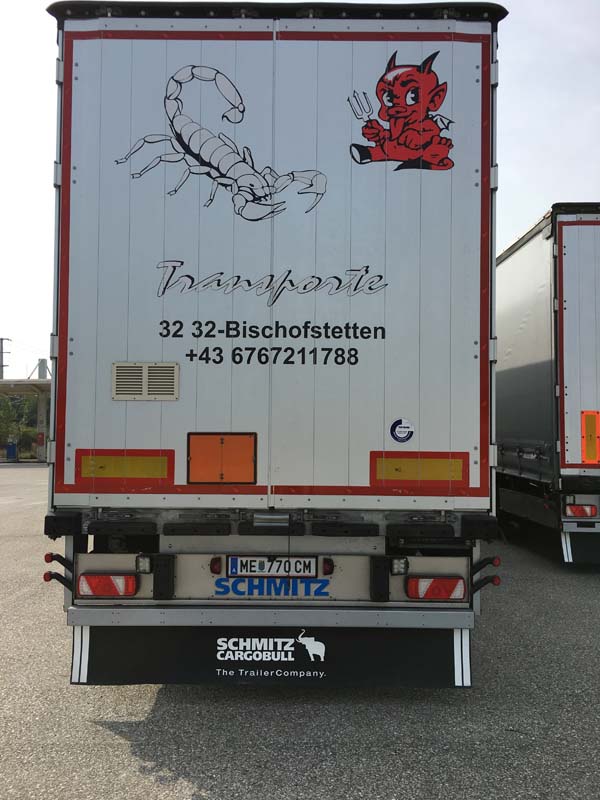 Transporte
32 32-Bischofstetten
+43 6767211788
ME 770 CM
SCHMITZ
SCHMITZ
CARGOBULL
The TrailerCompany.